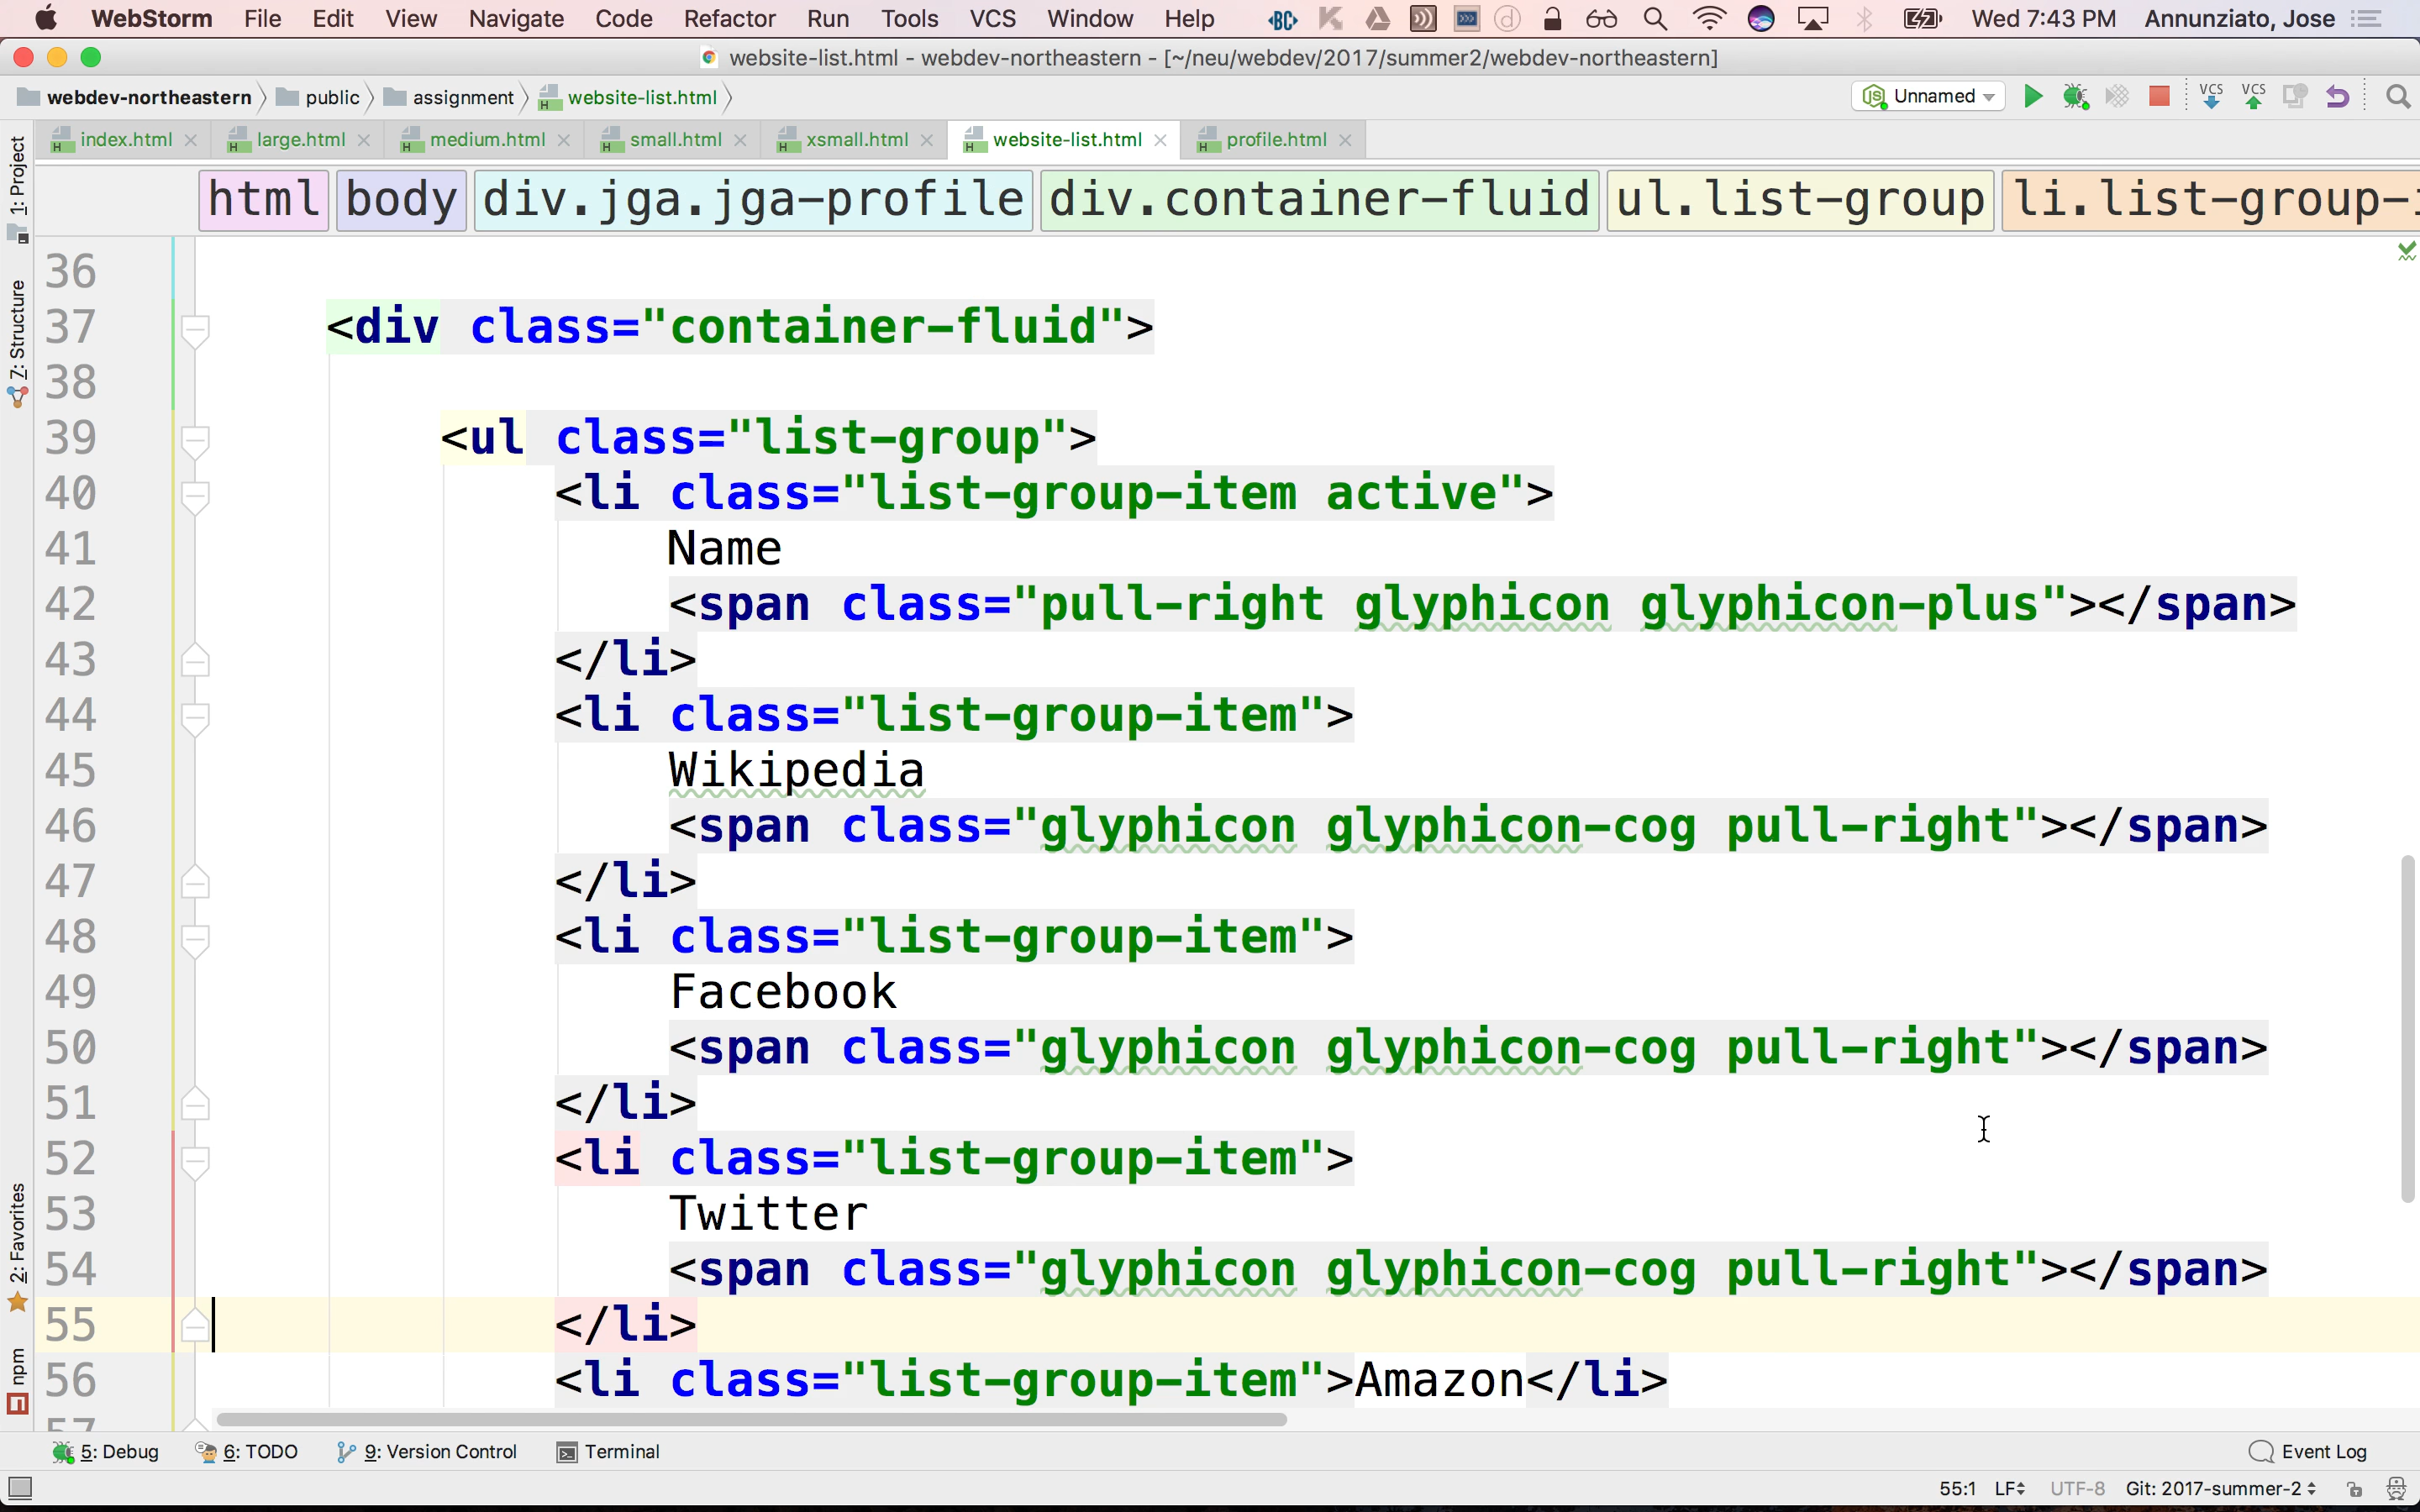 WebStorm File Edit View Navigate Code Refactor Run Tools VCS Window Help BC Wed 7:43 PM Annunziato, Jose
website-list.html - webdev-northeastern - [~/neu/webdev/2017/summer2/webdev-northeastern]
webdev-northeastern public assignment website-list.html Unnamed VCS VCS
index.html large.html medium.html small.html xsmall.html website-list.html profile.html
html body div.jga.jga-profile div.container-fluid ul.list-group li.list-group-i
1: Project
7: Structure
2: Favorites
npm
36
37 <div class="container-fluid">
38
39 <ul class="list-group">
40 <li class="list-group-item active">
41 Name
42 <span class="pull-right glyphicon glyphicon-plus"></span>
43 </li>
44 <li class="list-group-item">
45 Wikipedia
46 <span class="glyphicon glyphicon-cog pull-right"></span>
47 </li>
48 <li class="list-group-item">
49 Facebook
50 <span class="glyphicon glyphicon-cog pull-right"></span>
51 </li>
52 <li class="list-group-item">
53 Twitter
54 <span class="glyphicon glyphicon-cog pull-right"></span>
55 </li>
56 <li class="list-group-item">Amazon</li>
57
5: Debug 6: TODO 9: Version Control Terminal Event Log
55:1 LF UTF-8 Git: 2017-summer-2